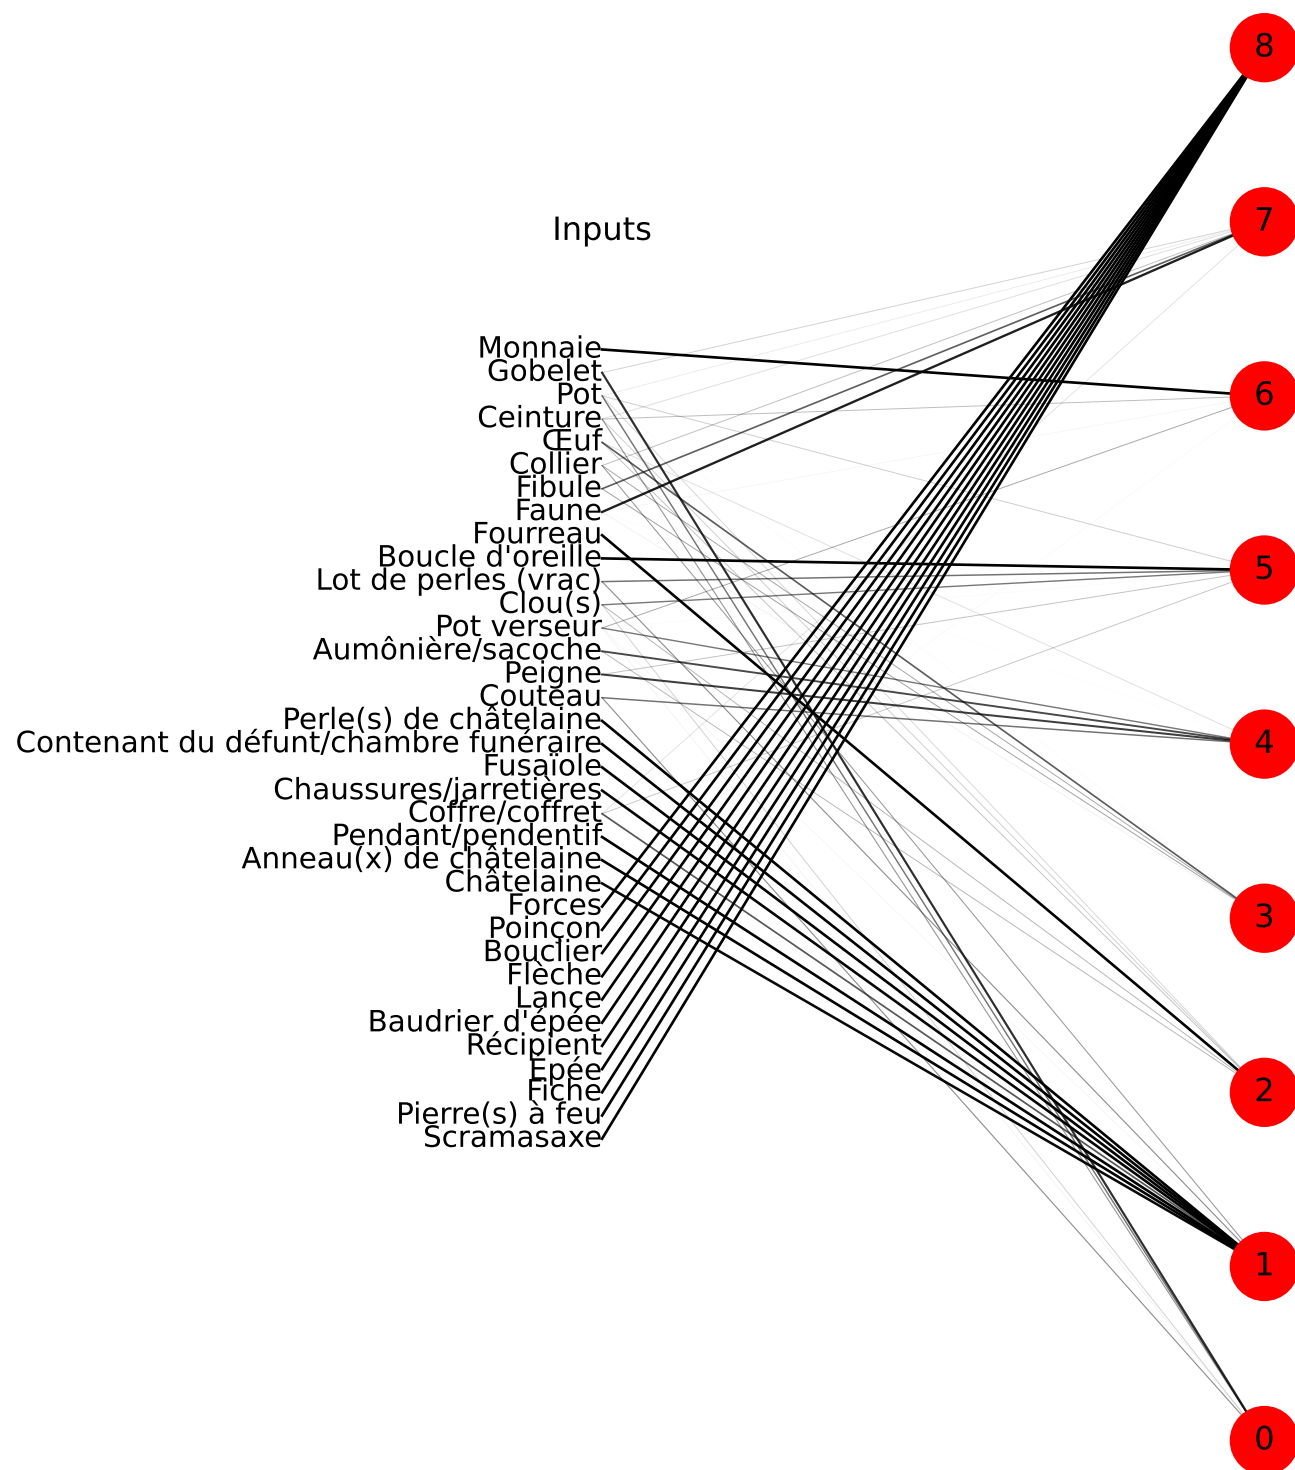 8
7
Inputs
Monnaie
Gobelet
Pot
6
Ceinture
Œuf
Collier
Fibule
Faune
Fourreau
Boucle d'oreille
5
Lot de perles (vrac)
Clou(s)
Pot verseur
Aumônière/sacoche
Peigne
Couteau
Perle(s) de châtelaine
Contenant du défunt/chambre funéraire
4
Fusaïole
Chaussures/jarretières
Coffre/coffret
Pendant/pendentif
Anneau(x) de châtelaine
Châtelaine
Forces
3
Poinçon
Bouclier
Flèche
Lance
Baudrier d'épée
Récipient
Epée
Fiche
2
Pierre(s) à feu
Scramasaxe
1
0